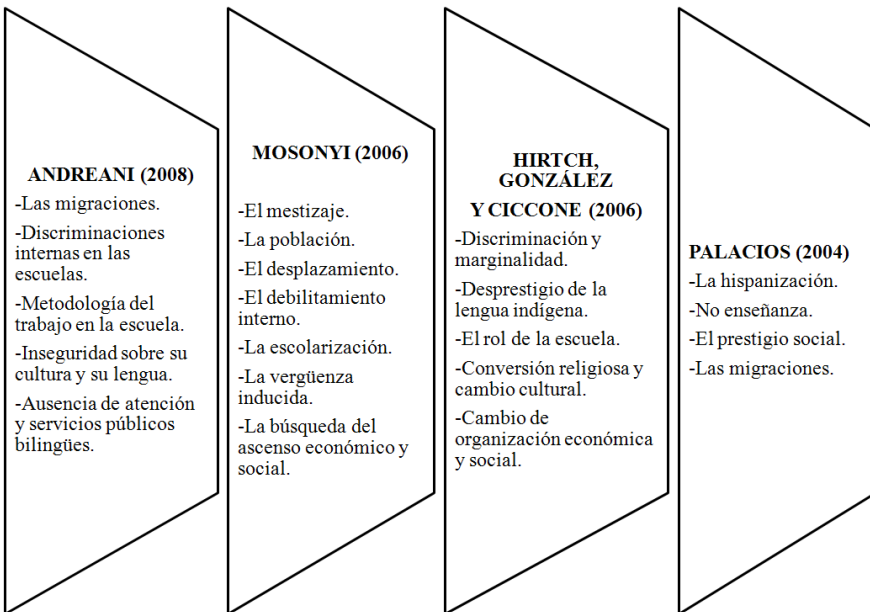 ANDREANI (2008)
-Las migraciones.
-Discriminaciones
internas en las
escuelas.
-Metodología del
trabajo en la escuela.
-Inseguridad sobre su
cultura y su lengua.
-Ausencia de atención
y servicios públicos
bilingües.
MOSONYI (2006)
-El mestizaje.
-La población.
-El desplazamiento.
-El debilitamiento
interno.
-La escolarización.
-La vergüenza
inducida.
-La búsqueda del
ascenso económico y
social.
HIRTCH,
GONZÁLEZ
Y CICCONE (2006)
-Discriminación y
marginalidad.
-Desprestigio de la
lengua indígena.
-El rol de la escuela.
-Conversión religiosa y
cambio cultural.
-Cambio de
organización económica
y social.
PALACIOS (2004)
-La hispanización.
-No enseñanza.
-El prestigio social.
-Las migraciones.